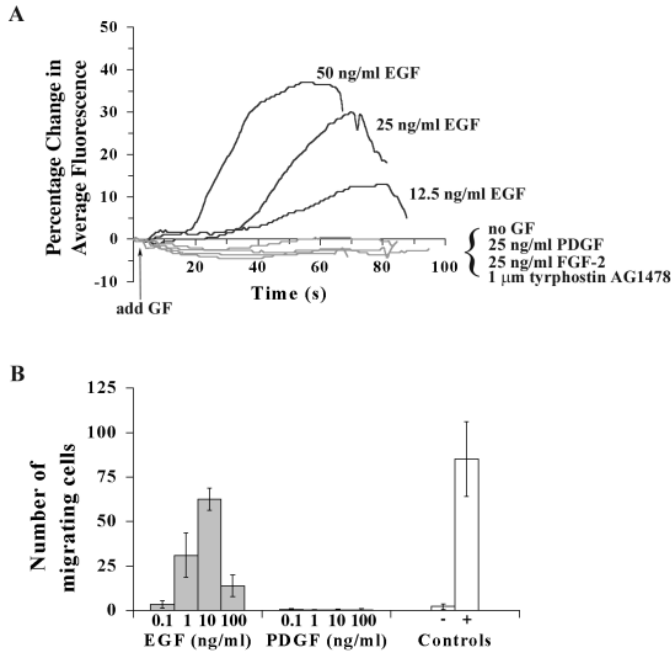 A
Percentage Change in
Average Fluorescence
50
40
30
20
10
0
-10
50 ng/ml EGF
25 ng/ml EGF
12.5 ng/ml EGF
no GF
25 ng/ml PDGF
25 ng/ml FGF-2
1 µm tyrphostin AG1478
20 40 60 80 100
Time (s)
add GF
B
Number of
migrating cells
125
100
75
50
25
0
0.1 1 10 100 0.1 1 10 100 - +
EGF (ng/ml) PDGF (ng/ml) Controls